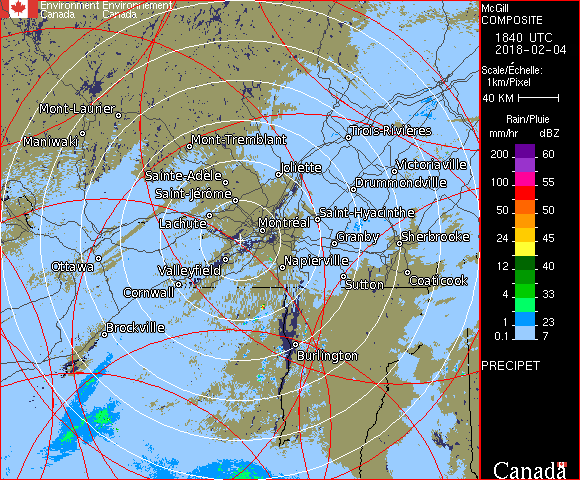 Environment Environnement
Canada Canada
McGill
COMPOSITE
1840 UTC
2018-02-04
Scale/Échelle:
1km/Pixel
40 KM
Rain/Pluie
mm/hr dBZ
200 60
100 55
50 50
24 45
12 40
4 33
1 23
0.1 7
PRECIPET
Canada
Mont-Laurier
Maniwaki
Mont-Tremblant
Trois-Rivières
Joliette
Victoriaville
Sainte-Adèle
Drummondville
Saint-Jérôme
Saint-Hyacinthe
Lachute
Montréal
Granby
Sherbrooke
Ottawa
Valleyfield
Napierville
Cornwall
Sutton
Coaticook
Brockville
Burlington